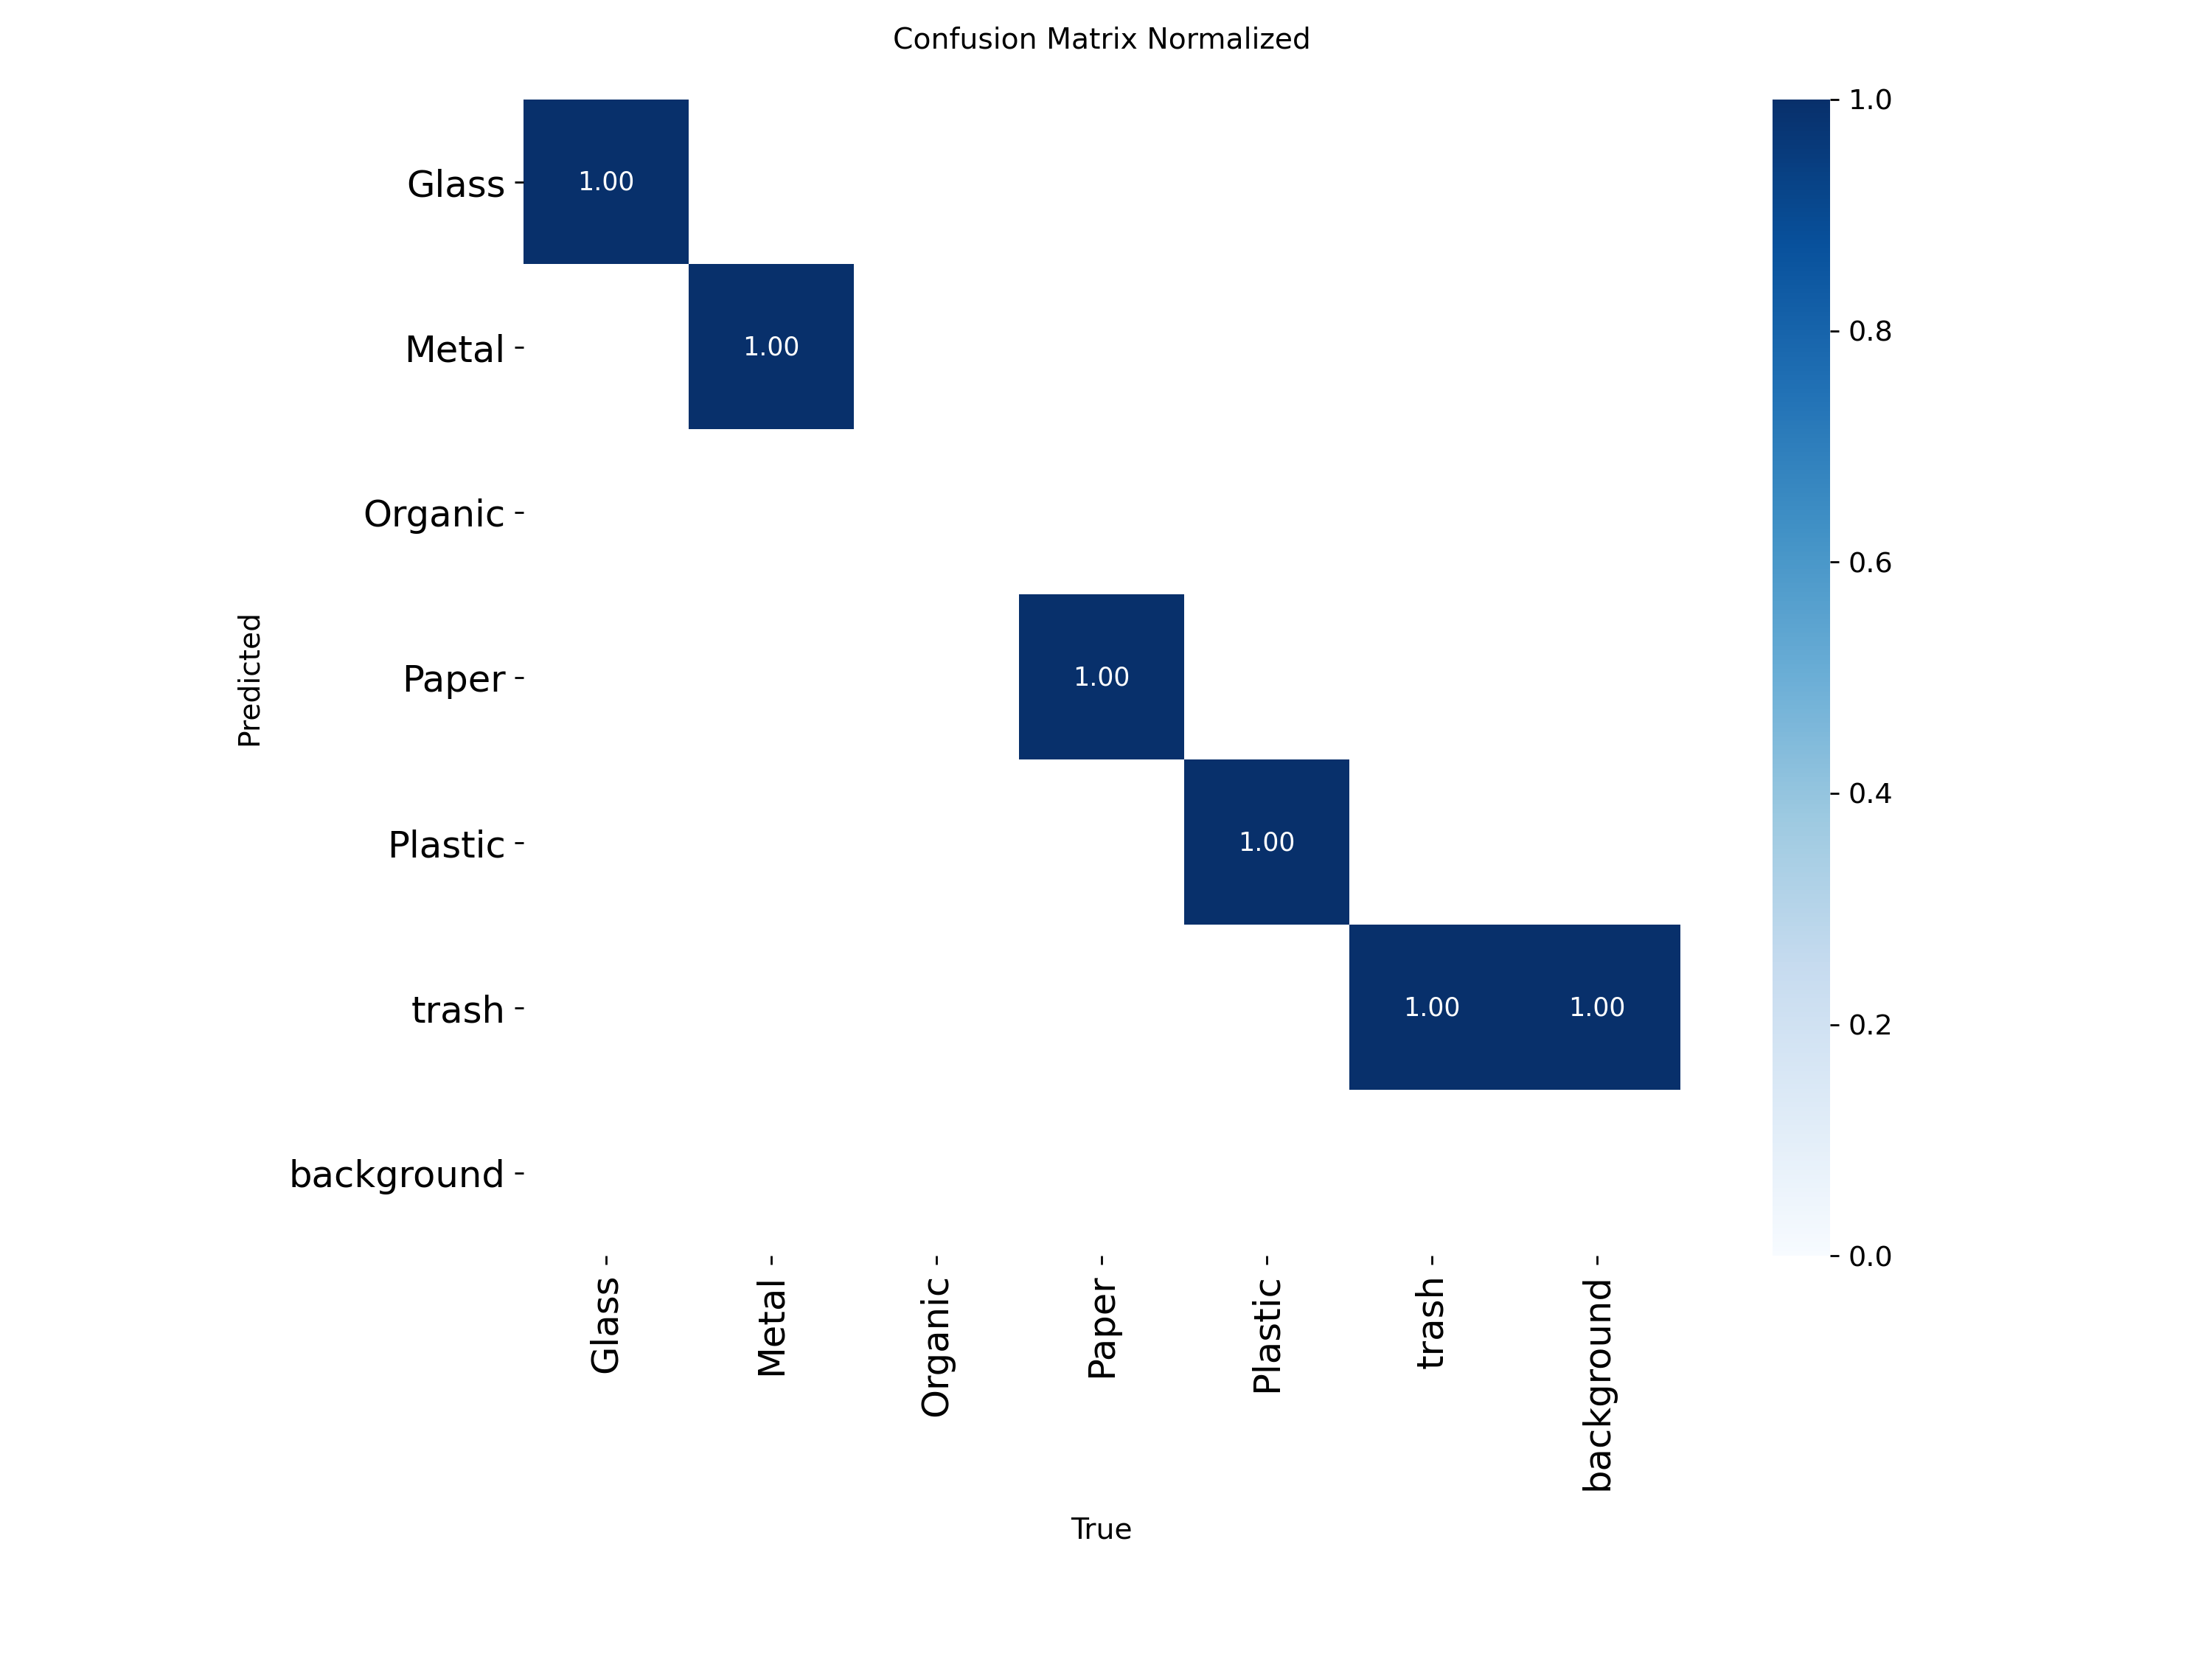 Confusion Matrix Normalized
1.0
Glass
1.00
0.8
Metal
1.00
Organic
0.6
Predicted
Paper
1.00
0.4
Plastic
1.00
trash
1.00 1.00
0.2
background
0.0
Glass
Metal
Organic
Paper
Plastic
trash
background
True